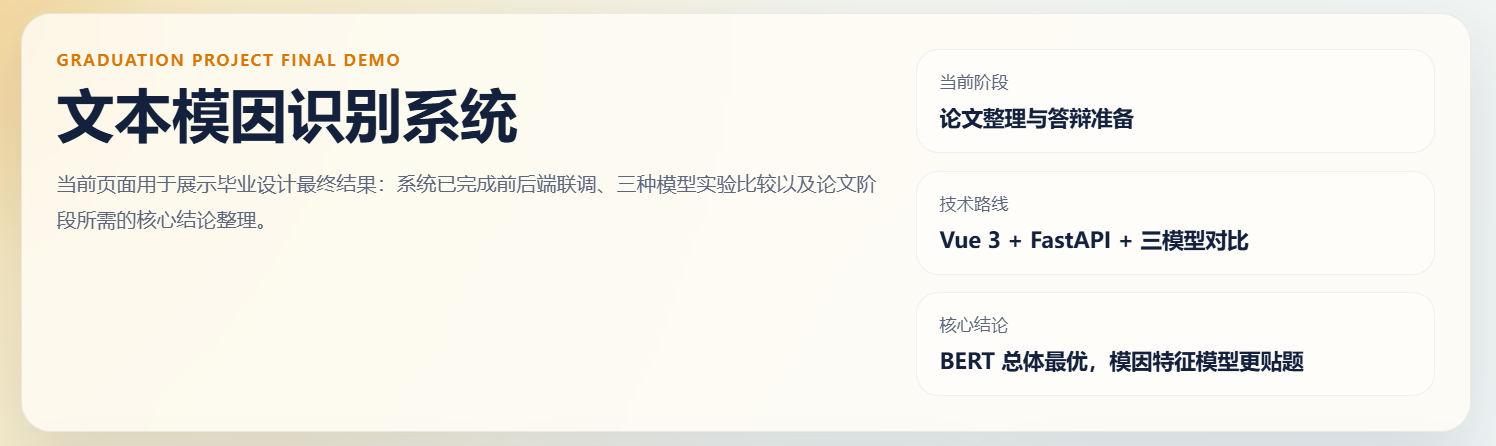 GRADUATION PROJECT FINAL DEMO
文本模因识别系统
当前页面用于展示毕业设计最终结果：系统已完成前后端联调、三种模型实验比较以及论文阶
段所需的核心结论整理。
当前阶段
论文整理与答辩准备
技术路线
Vue 3 + FastAPI + 三模型对比
核心结论
BERT 总体最优，模因特征模型更贴题